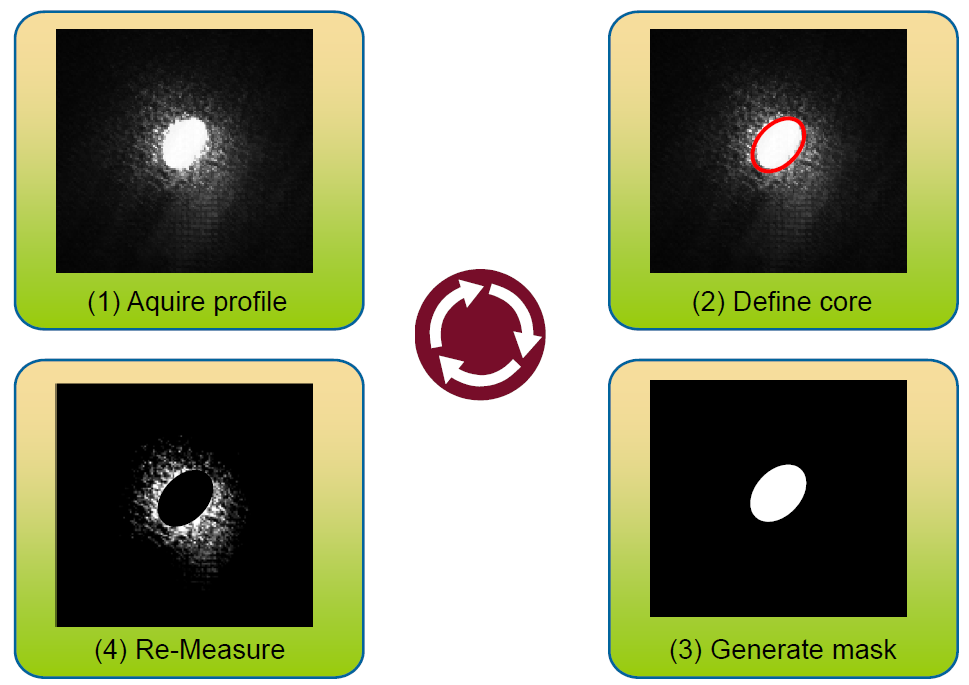 (1) Aquire profile
(2) Define core
(4) Re-Measure
(3) Generate mask